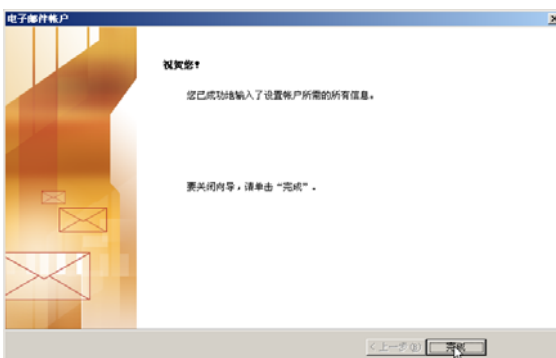 电子邮件帐户
祝贺您!
您已成功地输入了设置帐户所需的所有信息。
要关闭向导,请单击“完成”。
<上一步(B) 完成